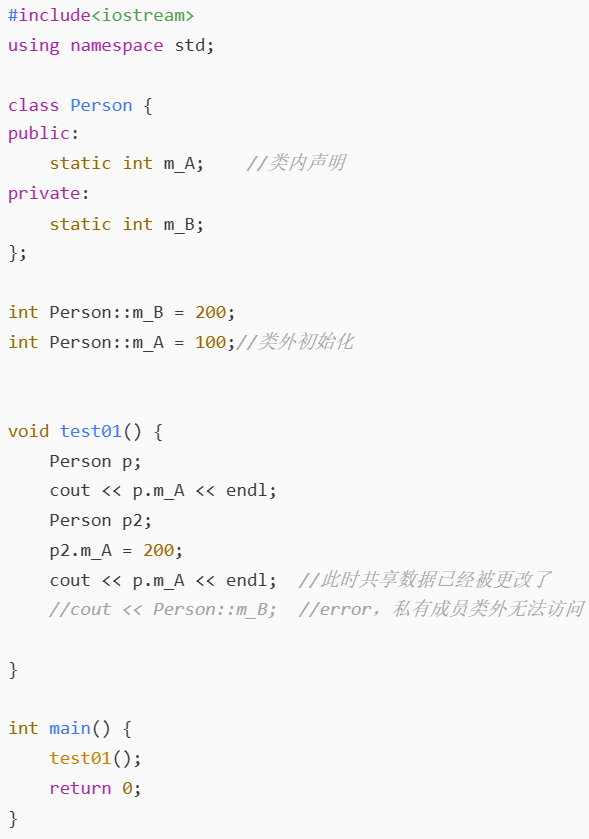 #include<iostream>
using namespace std;
class Person {
public:
    static int m_A;    //类内声明
private:
    static int m_B;
};
int Person::m_B = 200;
int Person::m_A = 100;//类外初始化
void test01() {
    Person p;
    cout << p.m_A << endl;
    Person p2;
    p2.m_A = 200;
    cout << p.m_A << endl;  //此时共享数据已经被更改了
    //cout << Person::m_B;  //error，私有成员类外无法访问
}
int main() {
    test01();
    return 0;
}